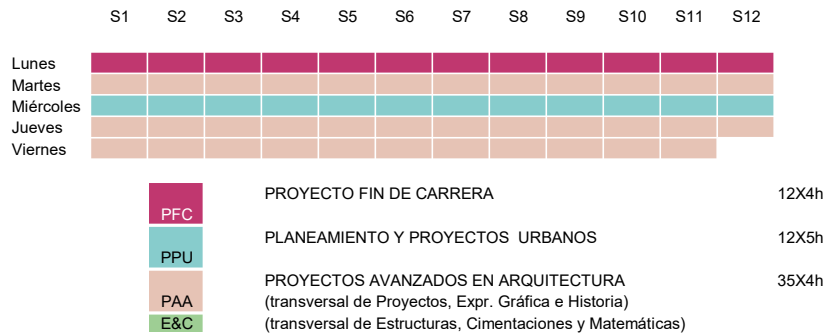 S1 S2 S3 S4 S5 S6 S7 S8 S9 S10 S11 S12
Lunes
Martes
Miércoles
Jueves
Viernes
PFC PROYECTO FIN DE CARRERA 12X4h
PPU PLANEAMIENTO Y PROYECTOS URBANOS 12X5h
PROYECTOS AVANZADOS EN ARQUITECTURA 35X4h
PAA (transversal de Proyectos, Expr. Gráfica e Historia)
E&C (transversal de Estructuras, Cimentaciones y Matemáticas)